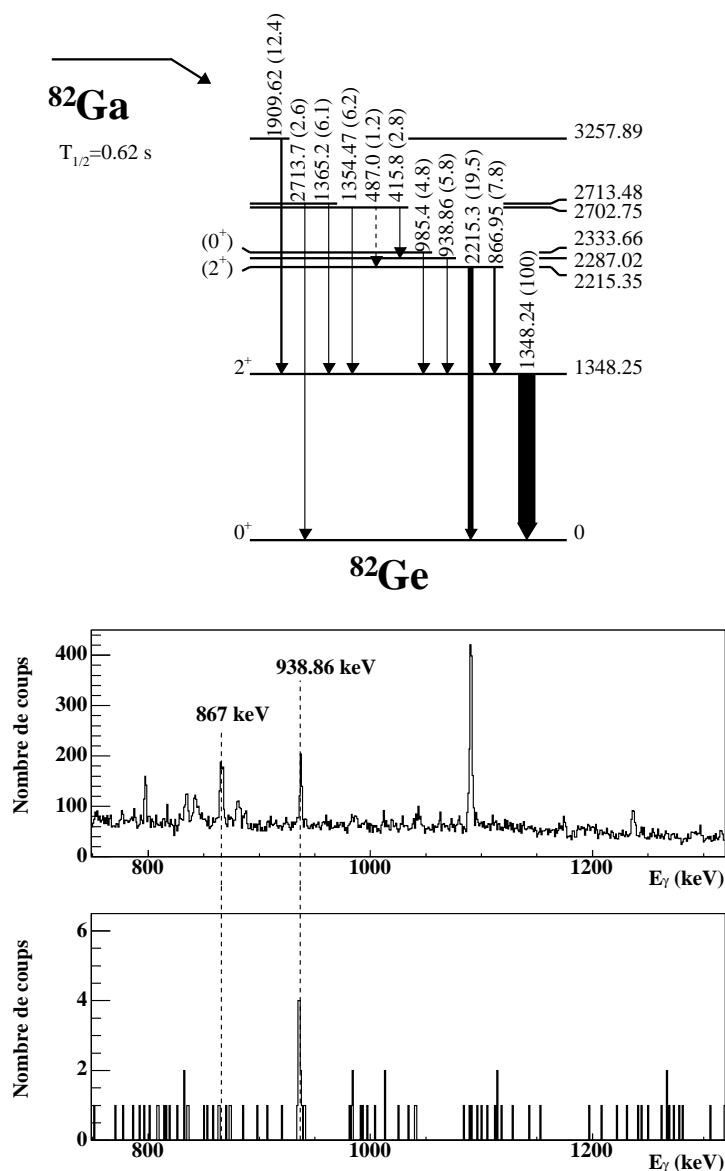 ⁸²Ga
T₁/₂=0.62 s
1909.62 (12.4)
2713.7 (2.6)
1365.2 (6.1)
1354.47 (6.2)
487.0 (1.2)
415.8 (2.8)
985.4 (4.8)
938.86 (5.8)
2215.3 (19.5)
866.95 (7.8)
1348.24 (100)
3257.89
2713.48
2702.75
(0⁺) 2333.66
2287.02
(2⁺) 2215.35
2⁺ 1348.25
0⁺ 0
⁸²Ge
Nombre de coups
400
300
200
100
0
867 keV
938.86 keV
800 1000 1200
Eγ (keV)
Nombre de coups
6
4
2
0
800 1000 1200
Eγ (keV)